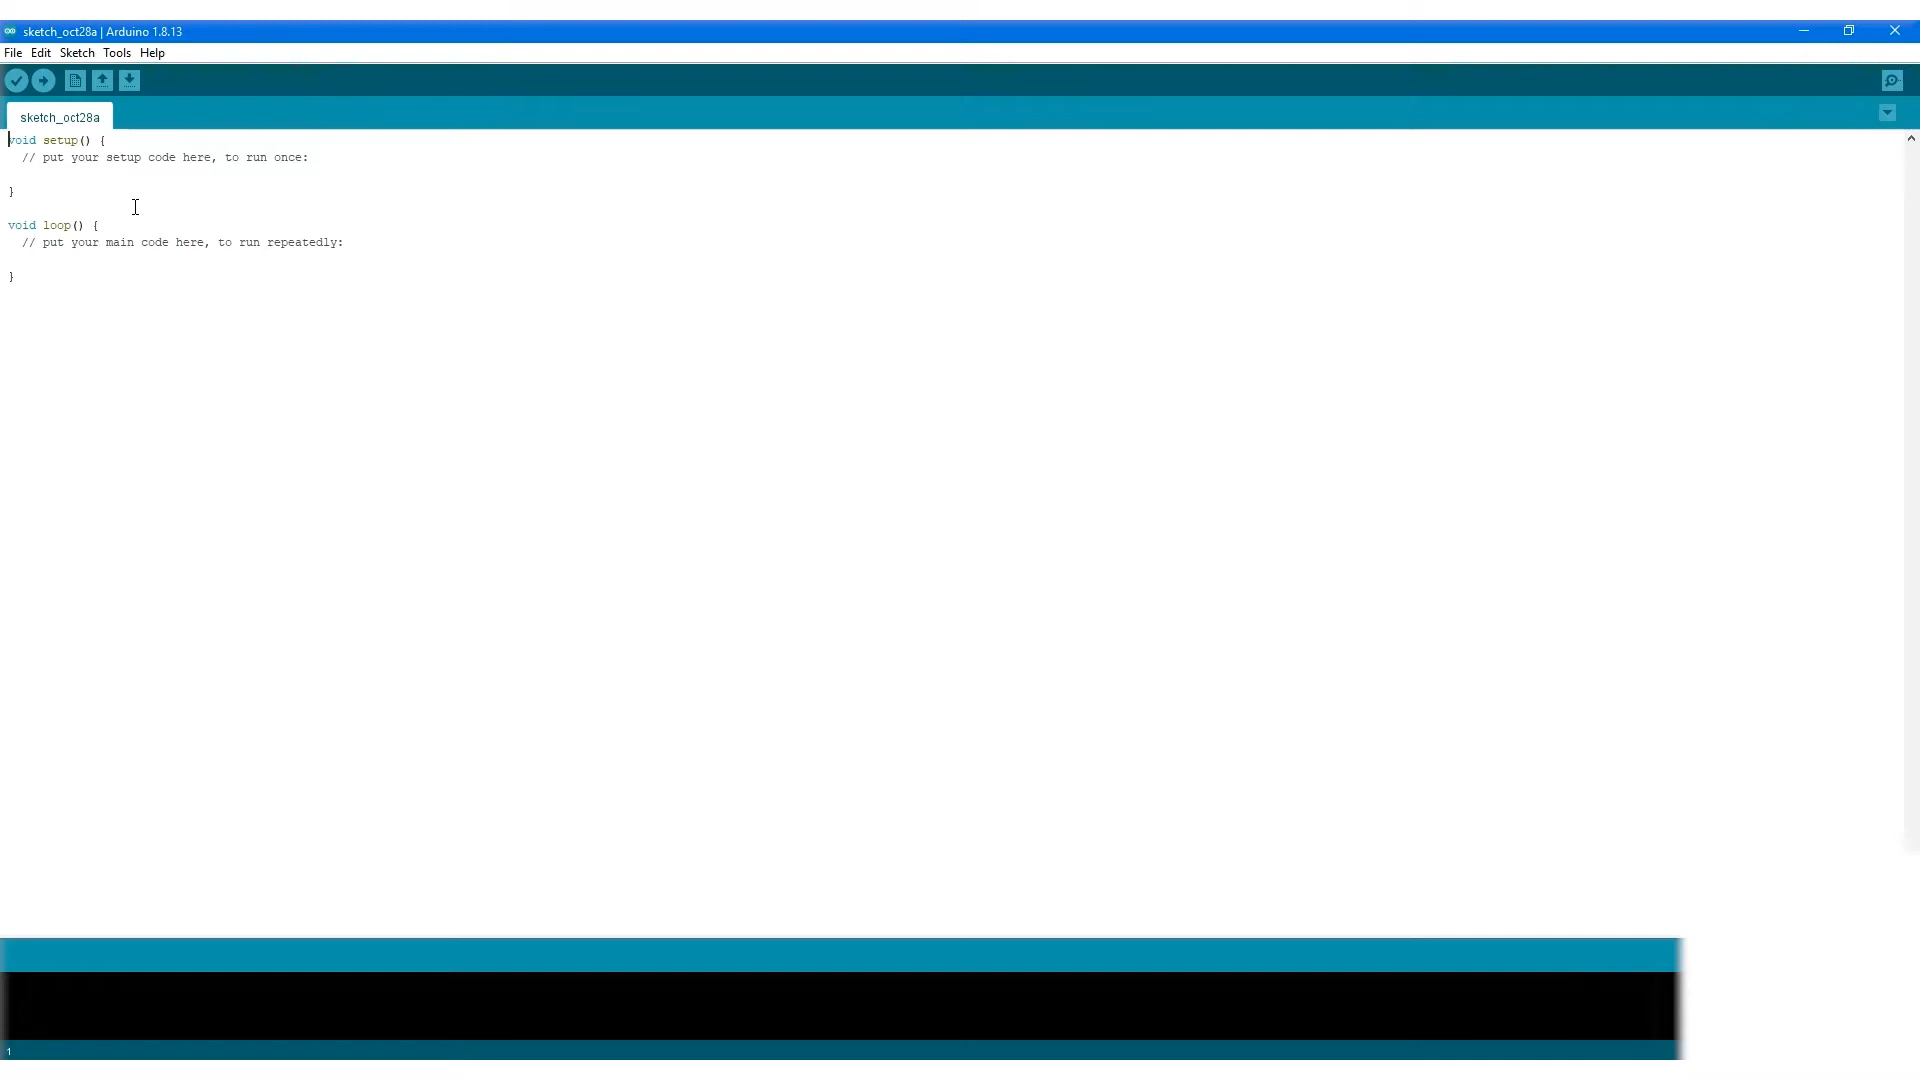 sketch_oct28a | Arduino 1.8.13
File Edit Sketch Tools Help
sketch_oct28a
void setup() {
// put your setup code here, to run once:
}
void loop() {
// put your main code here, to run repeatedly:
}
1